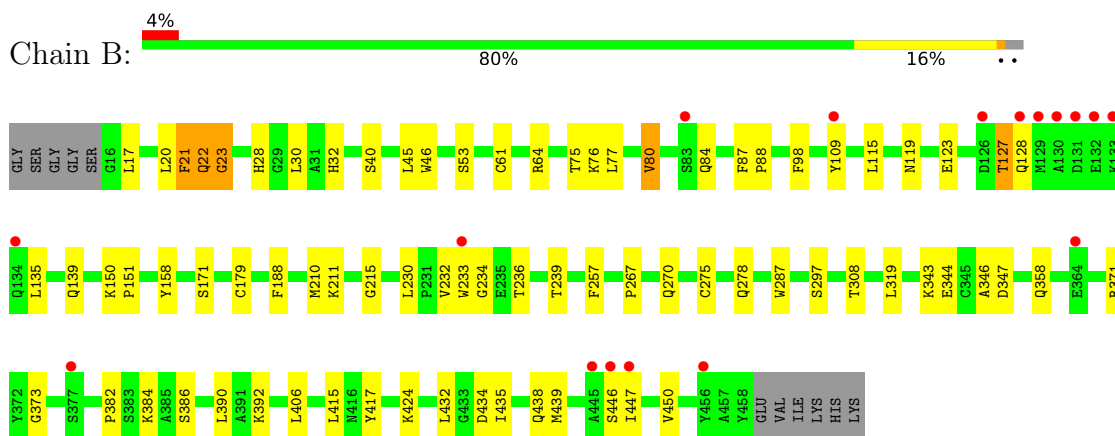 4%
Chain B:
80% 16% • •
GLY SER GLY GLY SER G16 L17 L20 F21 Q22 G23 H28 G29 L30 A31 H32 S40 L45 W46 S53 C61 R64 T75 K76 L77 V80 S83 Q84 F87 P88 F98 Y109 L115 N119 E123 D126 T127 Q128 M129 A130 D131 E132 K133
Q134 L135 Q139 K150 P151 Y158 S171 C179 F188 M210 K211 G215 L230 P231 V232 W233 G234 E235 T236 T239 F257 P267 Q270 C275 Q278 W287 S297 T308 L319 K343 E344 C345 A346 D347 Q358 E364 R371
Y372 G373 S377 P382 S383 K384 A385 S386 L390 A391 K392 L406 L415 N416 Y417 K424 L432 G433 D434 I435 Q438 M439 A445 S446 I447 V450 Y456 A457 Y458 GLU VAL ILE LYS HIS LYS